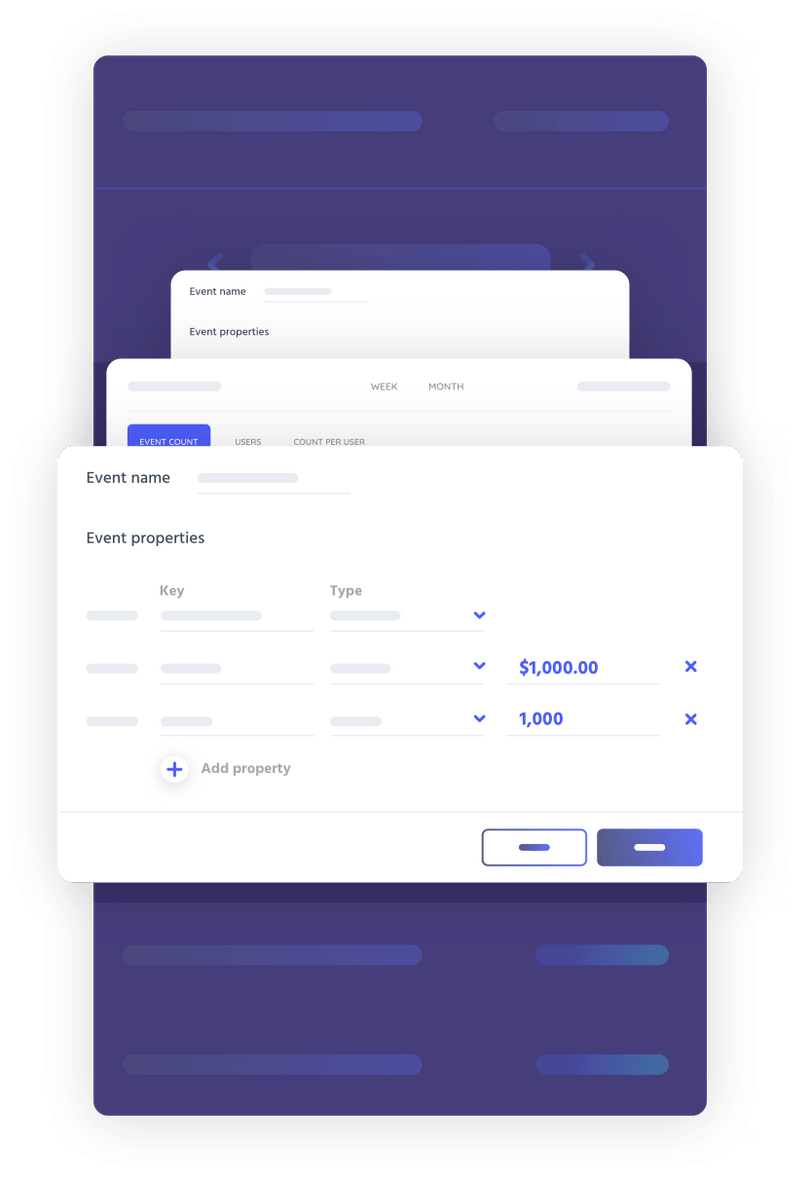 Event name
Event properties
WEEK MONTH
EVENT COUNT USERS COUNT PER USER
Event name
Event properties
Key Type
$1,000.00
1,000
Add property